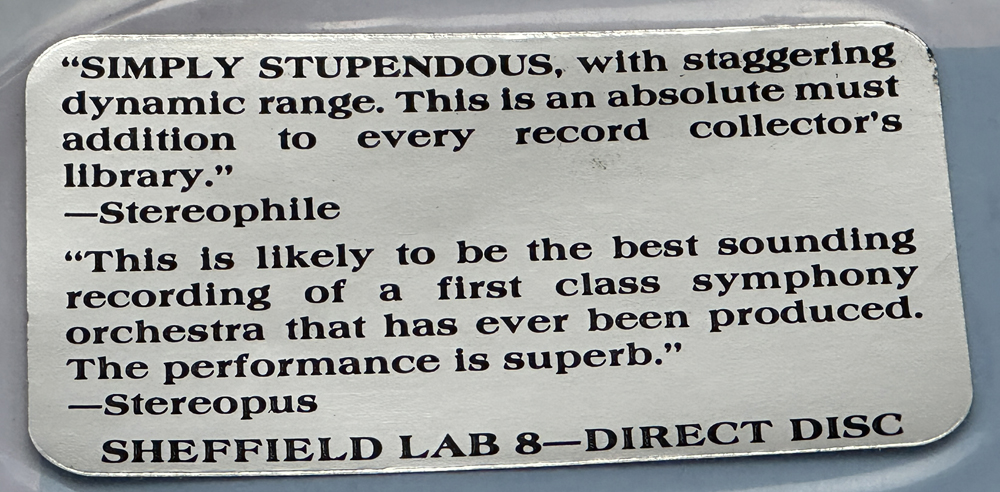 “SIMPLY STUPENDOUS, with staggering
dynamic range. This is an absolute must
addition to every record collector’s
library.”
—Stereophile
“This is likely to be the best sounding
recording of a first class symphony
orchestra that has ever been produced.
The performance is superb.”
—Stereopus
SHEFFIELD LAB 8—DIRECT DISC